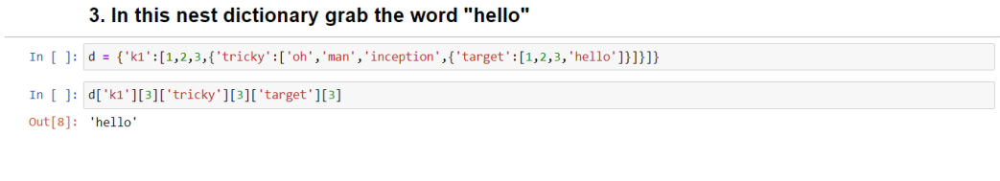 3. In this nest dictionary grab the word "hello"
In [ ]: d = {'k1':[1,2,3,{'tricky':['oh','man','inception',{'target':[1,2,3,'hello']}]}]}
In [ ]: d['k1'][3]['tricky'][3]['target'][3]
Out[8]: 'hello'